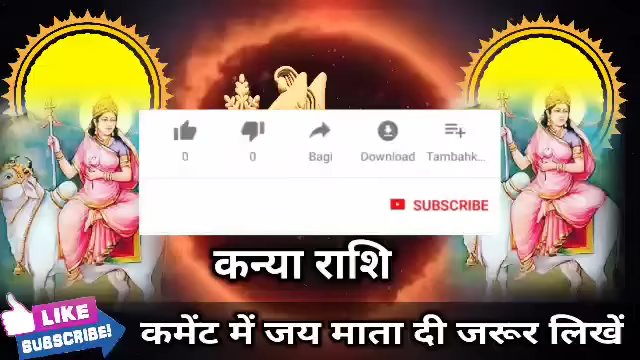 0 0 Bagi Download Tambahk...
SUBSCRIBE
कन्या राशि
LIKE
SUBSCRIBE!
कमेंट में जय माता दी जरूर लिखें